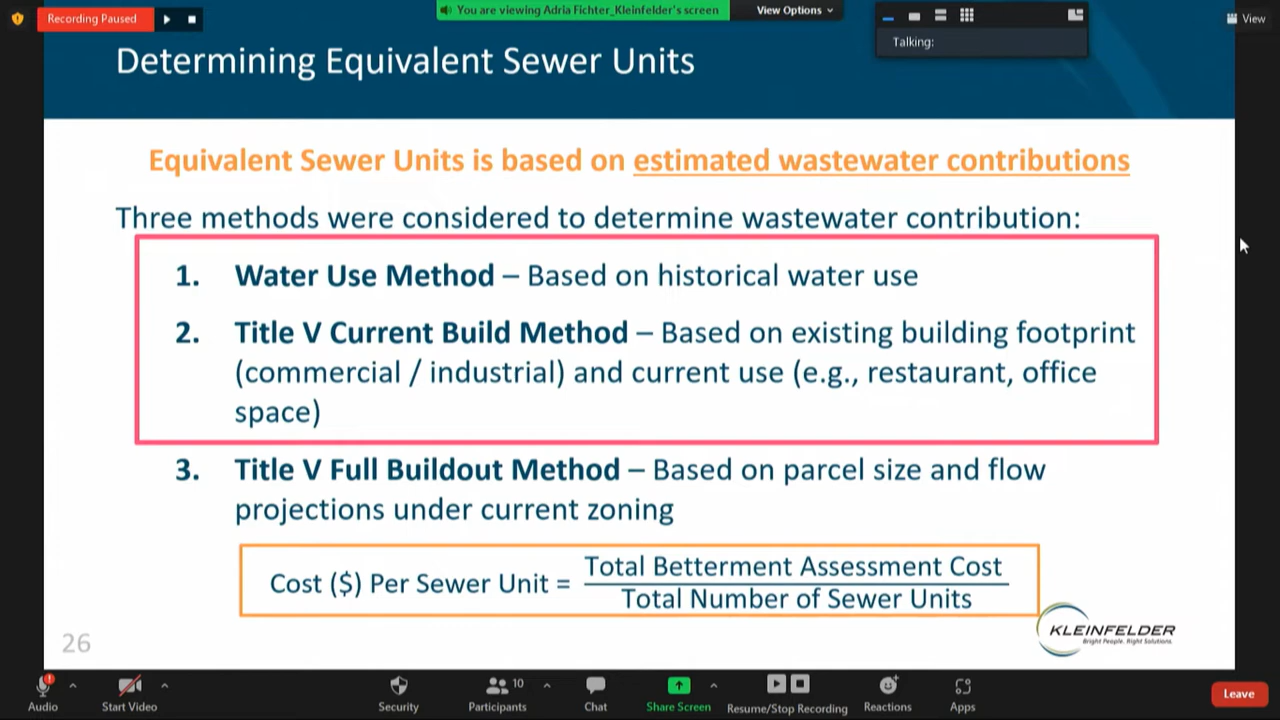 Recording Paused
You are viewing Adria Fichter_Kleinfelder's screen
View Options
Talking:
View
Determining Equivalent Sewer Units
Equivalent Sewer Units is based on estimated wastewater contributions
Three methods were considered to determine wastewater contribution:
1. Water Use Method – Based on historical water use
2. Title V Current Build Method – Based on existing building footprint
(commercial / industrial) and current use (e.g., restaurant, office
space)
3. Title V Full Buildout Method – Based on parcel size and flow
projections under current zoning
Cost ($) Per Sewer Unit =
Total Betterment Assessment Cost
Total Number of Sewer Units
26
KLEINFELDER
Bright People. Right Solutions.
Audio
Start Video
Security
Participants
10
Chat
Share Screen
Resume/Stop Recording
Reactions
Apps
Leave